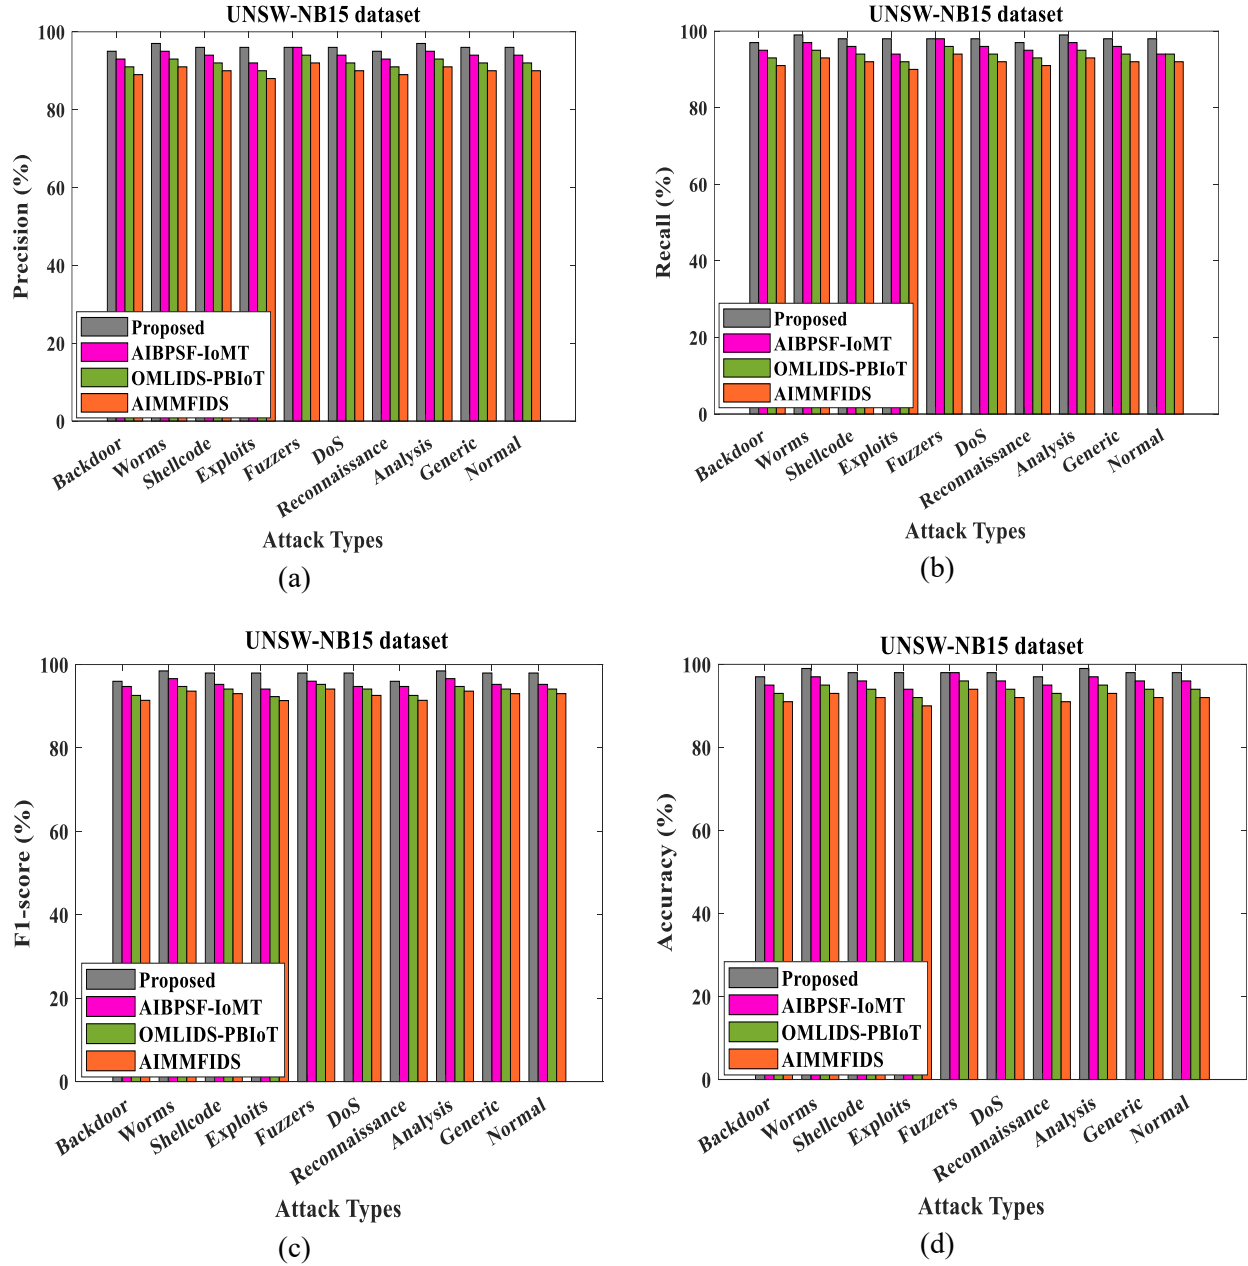 UNSW-NB15 dataset
100
80
60
40
20
0
Precision (%)
Proposed
AIBPSF-IoMT
OMLIDS-PBIoT
AIMMFIDS
Backdoor
Worms
Shellcode
Exploits
Fuzzers
DoS
Reconnaissance
Analysis
Generic
Normal
Attack Types
(a)
UNSW-NB15 dataset
100
80
60
40
20
0
Recall (%)
Proposed
AIBPSF-IoMT
OMLIDS-PBIoT
AIMMFIDS
Backdoor
Worms
Shellcode
Exploits
Fuzzers
DoS
Reconnaissance
Analysis
Generic
Normal
Attack Types
(b)
UNSW-NB15 dataset
100
80
60
40
20
0
F1-score (%)
Proposed
AIBPSF-IoMT
OMLIDS-PBIoT
AIMMFIDS
Backdoor
Worms
Shellcode
Exploits
Fuzzers
DoS
Reconnaissance
Analysis
Generic
Normal
Attack Types
(c)
UNSW-NB15 dataset
100
80
60
40
20
0
Accuracy (%)
Proposed
AIBPSF-IoMT
OMLIDS-PBIoT
AIMMFIDS
Backdoor
Worms
Shellcode
Exploits
Fuzzers
DoS
Reconnaissance
Analysis
Generic
Normal
Attack Types
(d)